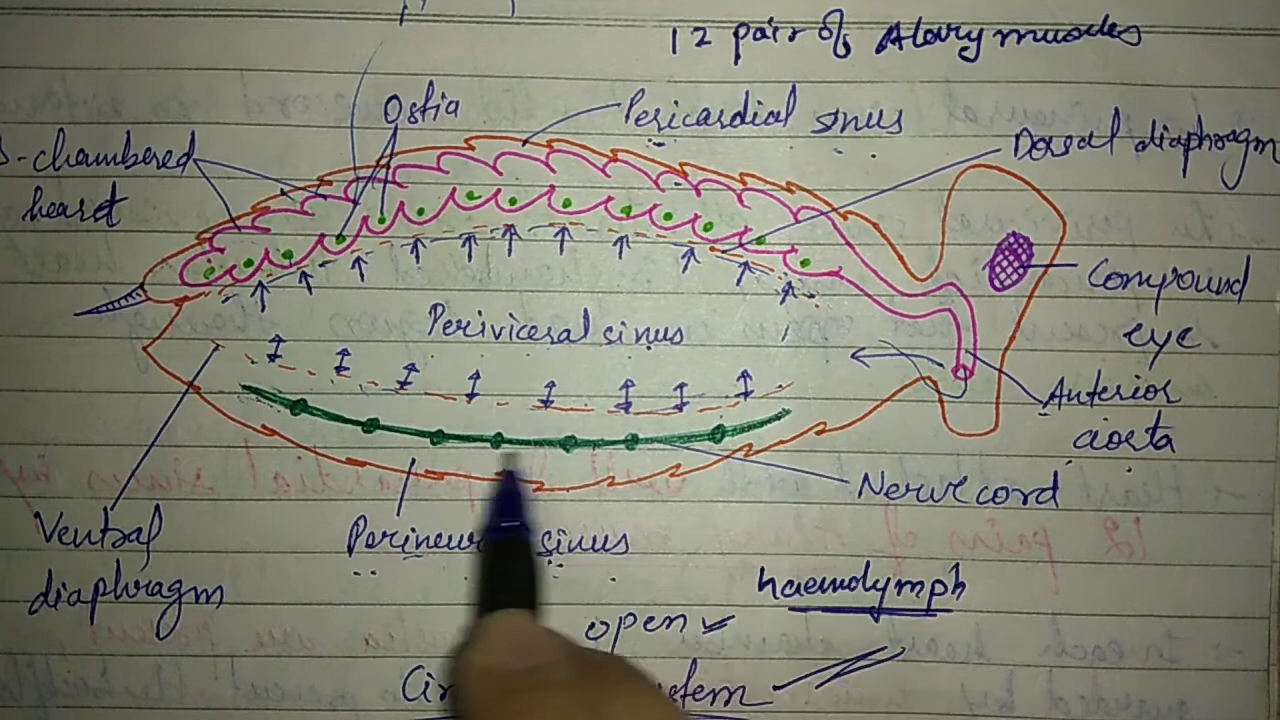 12 pair of Alary muscles
Ostia
Pericardial sinus
Dorsal diaphragm
-chambered
heart
Compound
eye
Periviceral sinus
Anterior
aorta
Nerve cord
Ventral
diaphragm
sinus
haemolymph
open